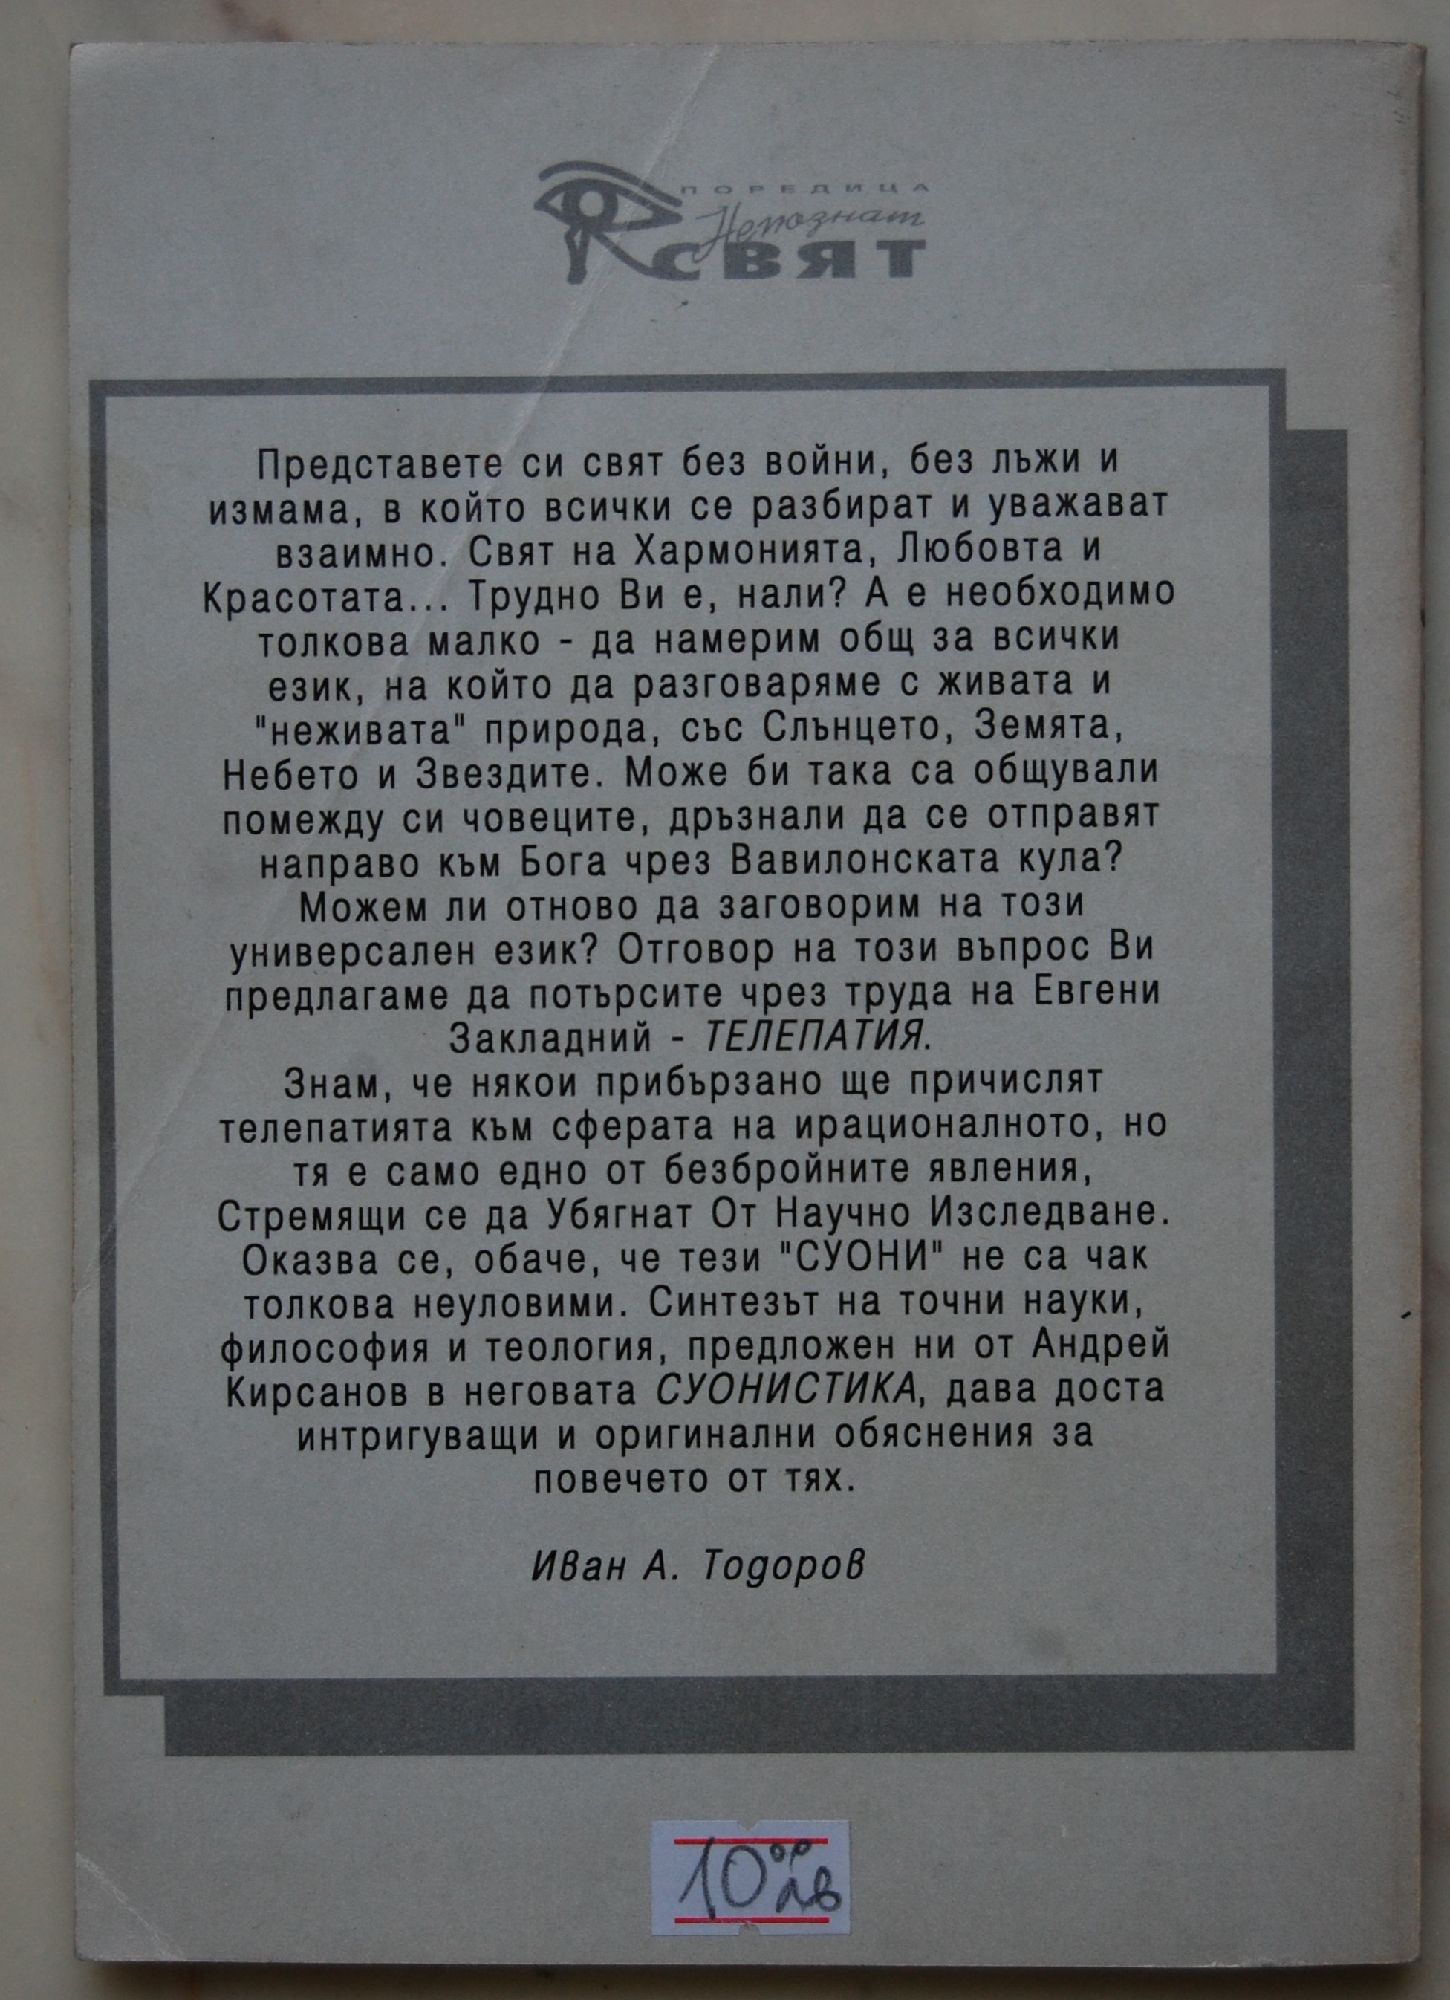 ПОРЕДИЦА
Непознат
СВЯТ
Представете си свят без войни, без лъжи и
измама, в който всички се разбират и уважават
взаимно. Свят на Хармонията, Любовта и
Красотата... Трудно Ви е, нали? А е необходимо
толкова малко - да намерим общ за всички
език, на който да разговаряме с живата и
"неживата" природа, със Слънцето, Земята,
Небето и Звездите. Може би така са общували
помежду си човеците, дръзнали да се отправят
направо към Бога чрез Вавилонската кула?
Можем ли отново да заговорим на този
универсален език? Отговор на този въпрос Ви
предлагаме да потърсите чрез труда на Евгени
Закладний - ТЕЛЕПАТИЯ.
Знам, че някои прибързано ще причислят
телепатията към сферата на ирационалното, но
тя е само едно от безбройните явления,
Стремящи се да Убягнат От Научно Изследване.
Оказва се, обаче, че тези "СУОНИ" не са чак
толкова неуловими. Синтезът на точни науки,
философия и теология, предложен ни от Андрей
Кирсанов в неговата СУОНИСТИКА, дава доста
интригуващи и оригинални обяснения за
повечето от тях.
Иван А. Тодоров
10 00 лв